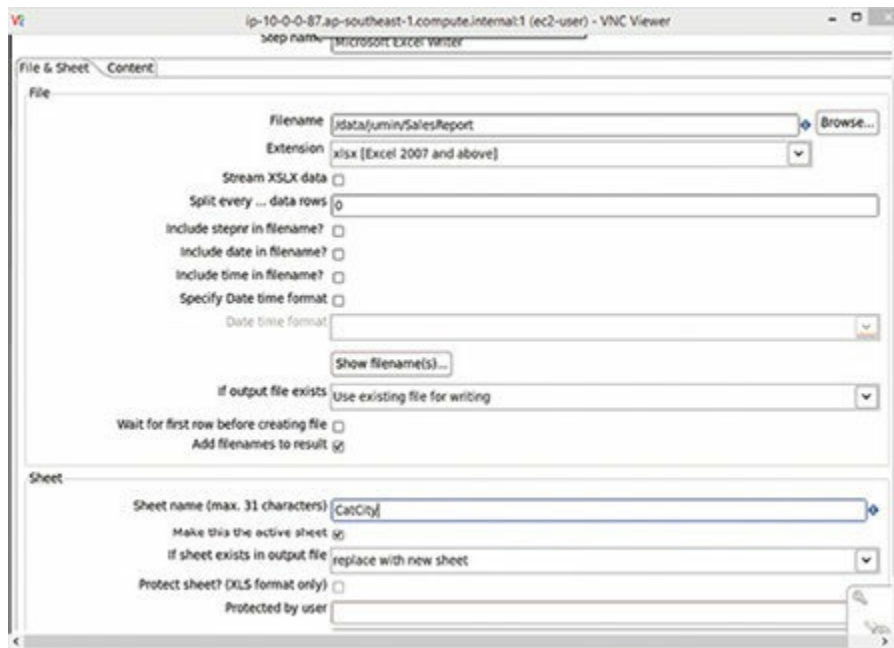 V2 ip-10-0-0-87.ap-southeast-1.compute.internal:1 (ec2-user) - VNC Viewer
Step name Microsoft Excel Writer
File & Sheet Content
File
Filename /data/jumin/SalesReport Browse...
Extension xlsx [Excel 2007 and above]
Stream XSLX data
Split every ... data rows 0
Include stepnr in filename?
Include date in filename?
Include time in filename?
Specify Date time format
Date time format
Show filename(s)...
If output file exists Use existing file for writing
Wait for first row before creating file
Add filenames to result
Sheet
Sheet name (max. 31 characters) CatCity
Make this the active sheet
If sheet exists in output file replace with new sheet
Protect sheet? (XLS format only)
Protected by user